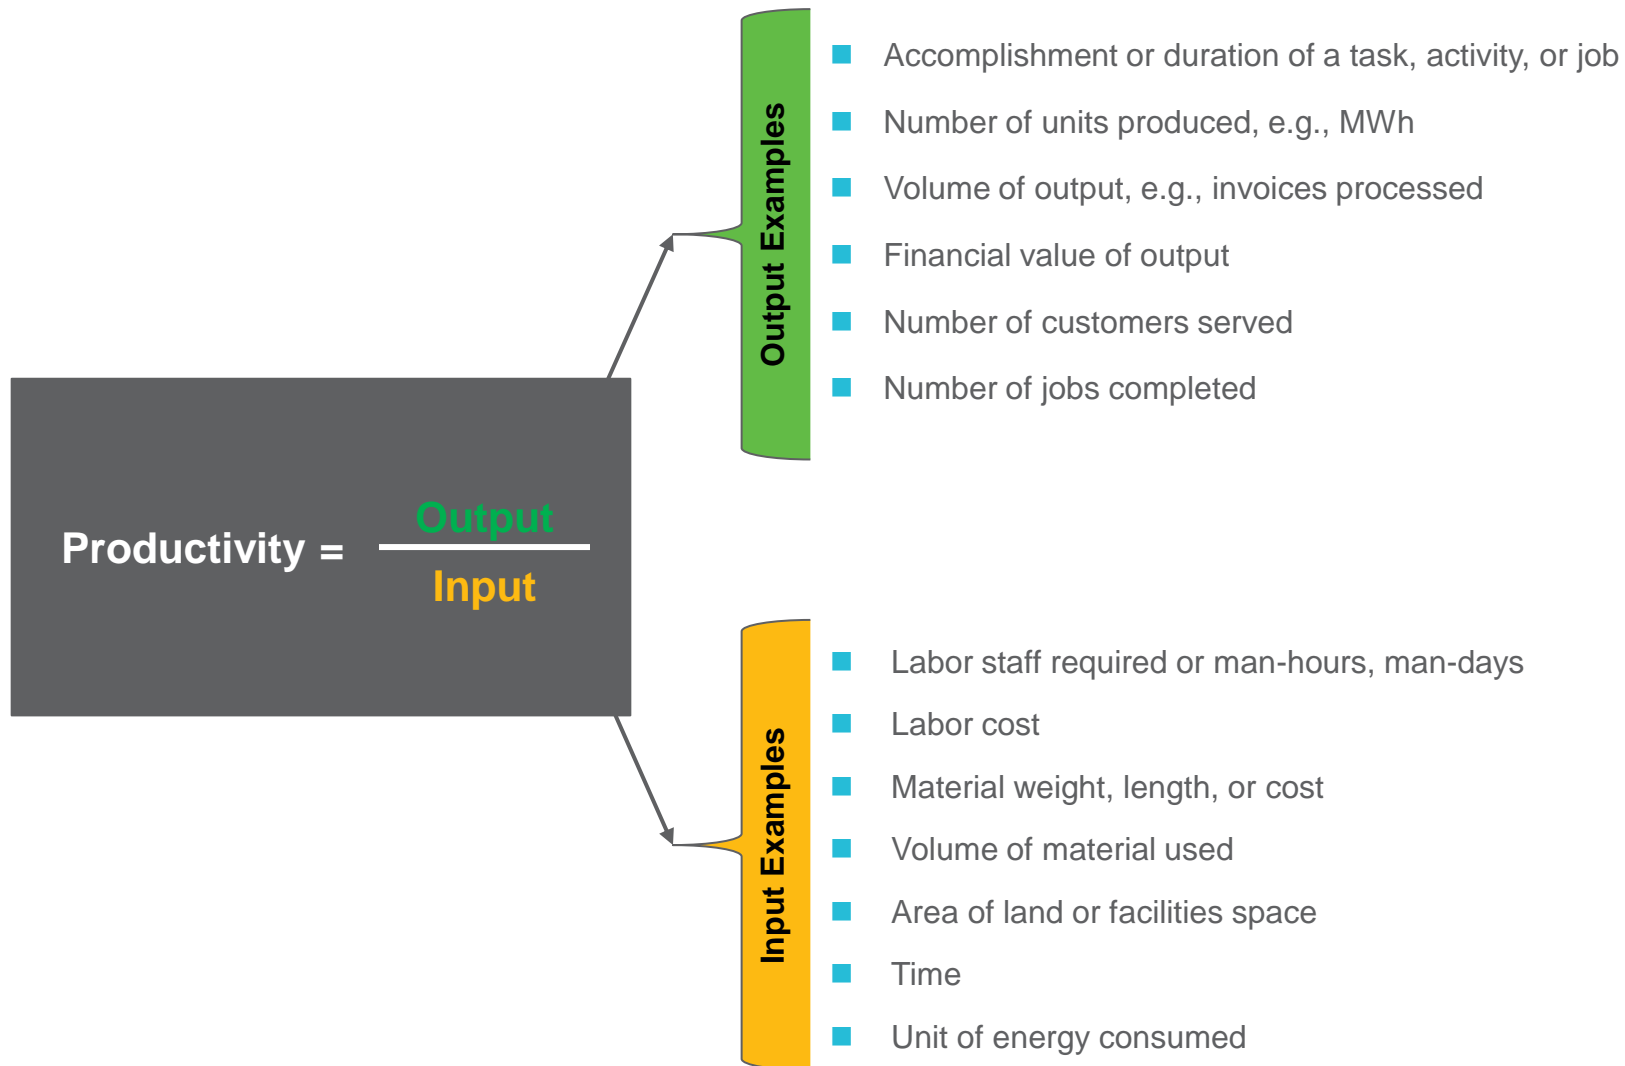 Accomplishment or duration of a task, activity, or job
Number of units produced, e.g., MWh
Volume of output, e.g., invoices processed
Financial value of output
Number of customers served
Number of jobs completed
Output Examples
Productivity =
Output
Input
Input Examples
Labor staff required or man-hours, man-days
Labor cost
Material weight, length, or cost
Volume of material used
Area of land or facilities space
Time
Unit of energy consumed